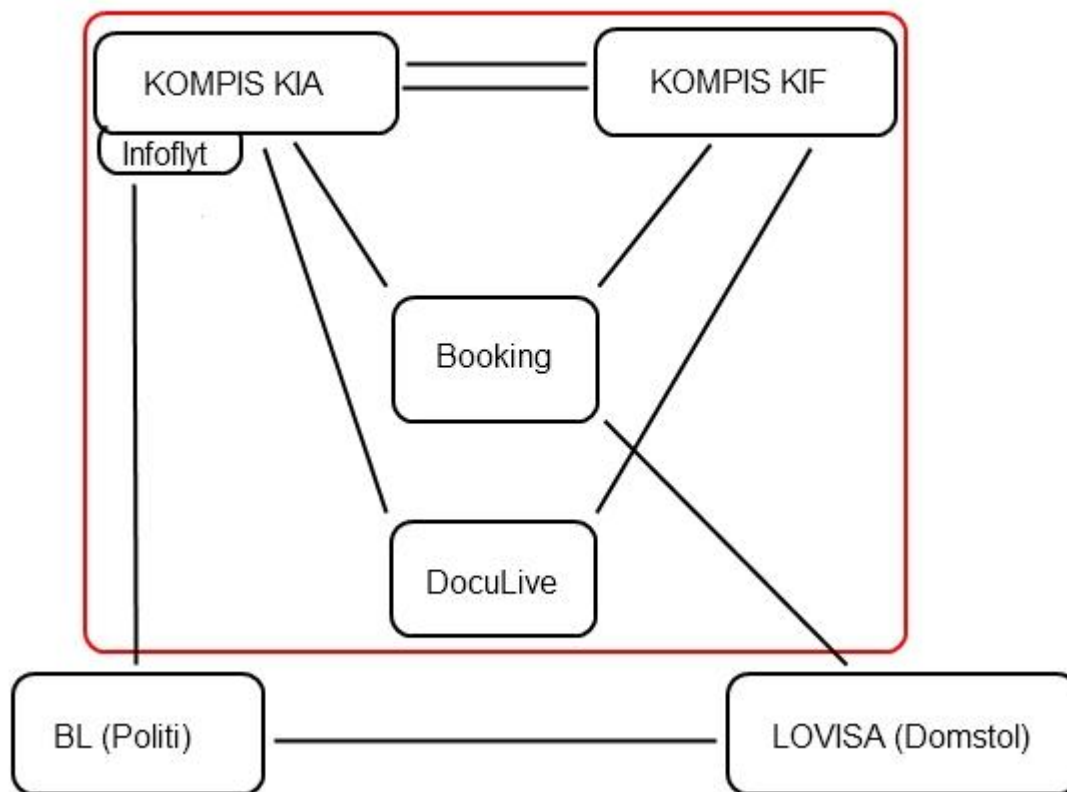 KOMPIS KIA
KOMPIS KIF
Infoflyt
Booking
DocuLive
BL (Politi)
LOVISA (Domstol)